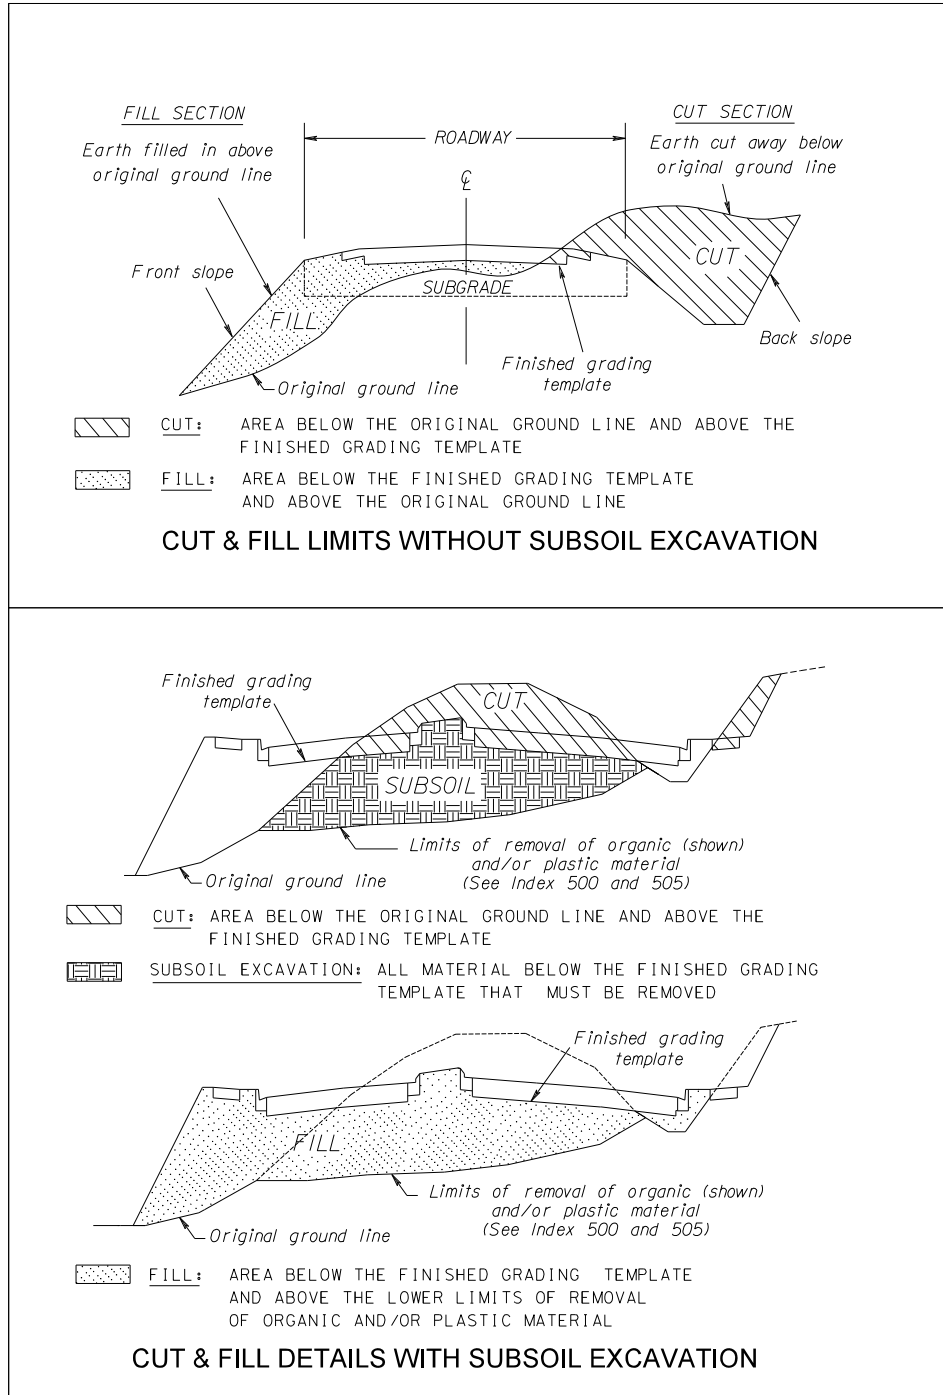 FILL SECTION
Earth filled in above
original ground line
ROADWAY
CL
CUT SECTION
Earth cut away below
original ground line
Front slope
CUT
SUBGRADE
FILL
Back slope
Finished grading
template
Original ground line
CUT: AREA BELOW THE ORIGINAL GROUND LINE AND ABOVE THE
FINISHED GRADING TEMPLATE
FILL: AREA BELOW THE FINISHED GRADING TEMPLATE
AND ABOVE THE ORIGINAL GROUND LINE
CUT & FILL LIMITS WITHOUT SUBSOIL EXCAVATION
Finished grading
template
CUT
SUBSOIL
Limits of removal of organic (shown)
and/or plastic material
(See Index 500 and 505)
Original ground line
CUT: AREA BELOW THE ORIGINAL GROUND LINE AND ABOVE THE
FINISHED GRADING TEMPLATE
SUBSOIL EXCAVATION: ALL MATERIAL BELOW THE FINISHED GRADING
TEMPLATE THAT MUST BE REMOVED
Finished grading
template
FILL
Limits of removal of organic (shown)
and/or plastic material
(See Index 500 and 505)
Original ground line
FILL: AREA BELOW THE FINISHED GRADING TEMPLATE
AND ABOVE THE LOWER LIMITS OF REMOVAL
OF ORGANIC AND/OR PLASTIC MATERIAL
CUT & FILL DETAILS WITH SUBSOIL EXCAVATION